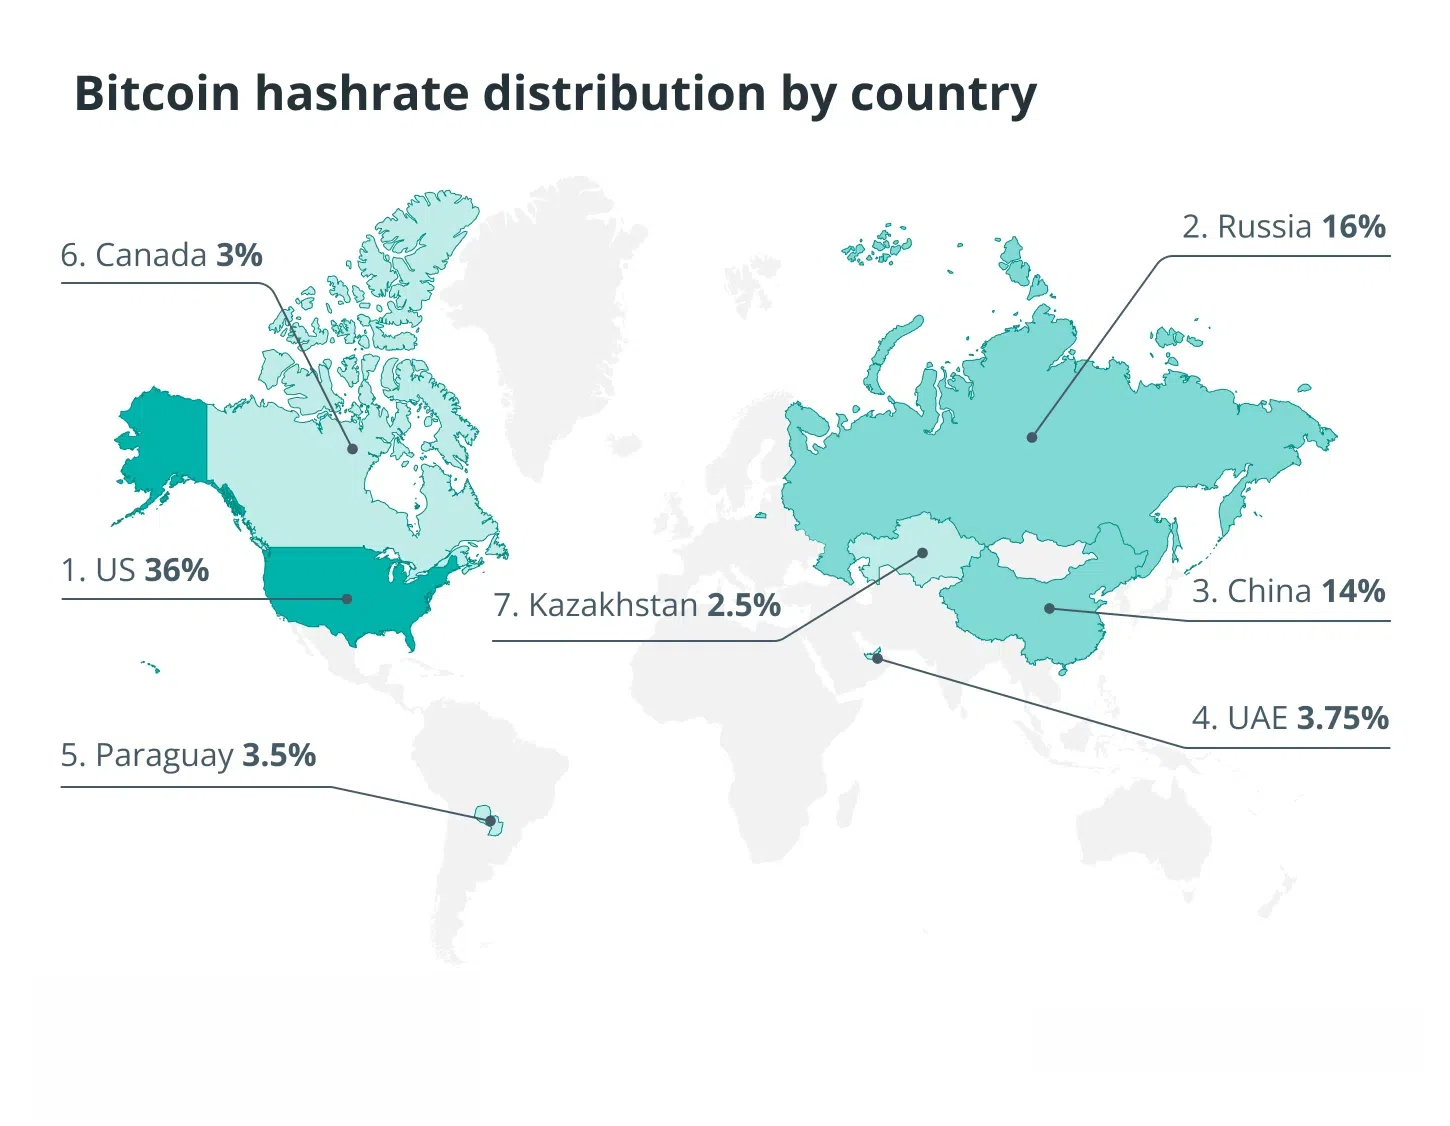 Bitcoin hashrate distribution by country
6. Canada 3%
2. Russia 16%
1. US 36%
7. Kazakhstan 2.5%
3. China 14%
4. UAE 3.75%
5. Paraguay 3.5%